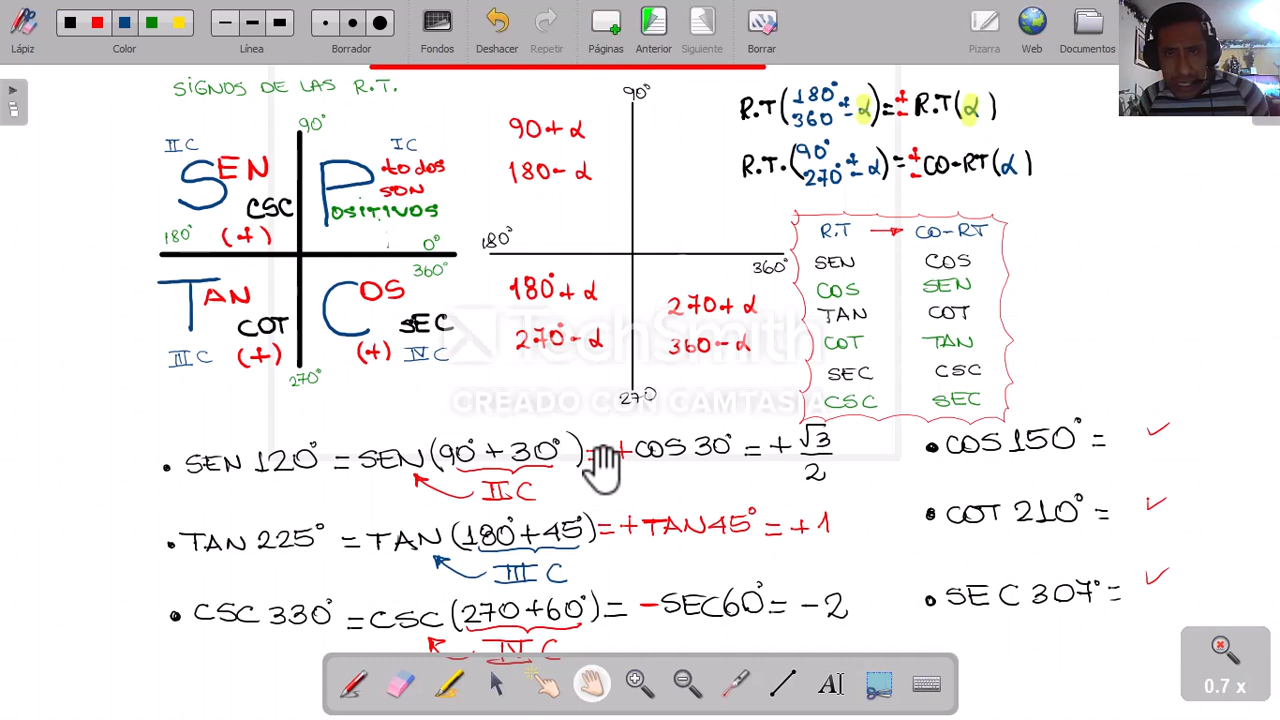 Lápiz
Color
Línea
Borrador
Fondos
Deshacer
Repetir
Páginas
Anterior
Siguiente
Borrar
Pizarra
Web
Documentos
SIGNOS DE LAS R.T.
90°
IIC
IC
SEN
CSC
(+)
todos
SON
POSITIVOS
180°
0°
360°
TAN
COT
(+)
IIIC
COS
SEC
(+)
IVC
270°
90°
90+α
180-α
180°
360°
180°+α
270°-α
270+α
360-α
270
R.T(180° 360 ± α)=± R.T(α)
R.T.(90° 270° ± α)=± CO-RT(α)
R.T → CO-RT
SEN COS
COS SEN
TAN COT
COT TAN
SEC CSC
CSC SEC
TechSmith
CREADO CON CAMTASIA
• SEN 120° = SEN(90°+30°)=+COS 30° = + √3/2
IIC
• TAN 225° = TAN(180°+45°)=+TAN45°=+1
IIIC
• CSC 330° = CSC(270+60°)= -SEC60°= -2
IVC
• COS 150° =
• COT 210° =
• SEC 307° =
0.7 x
AI